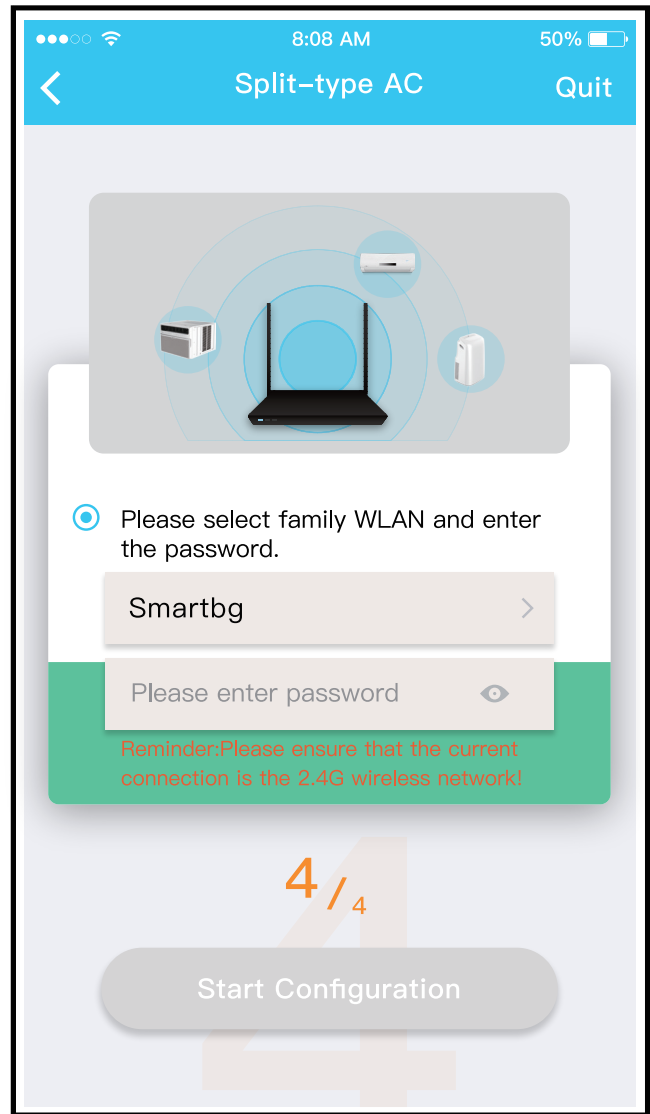 8:08 AM
50%
Split-type AC
Quit
Please select family WLAN and enter
the password.
Smartbg
Please enter password
Reminder:Please ensure that the current
connection is the 2.4G wireless network!
4/4
4
Start Configuration